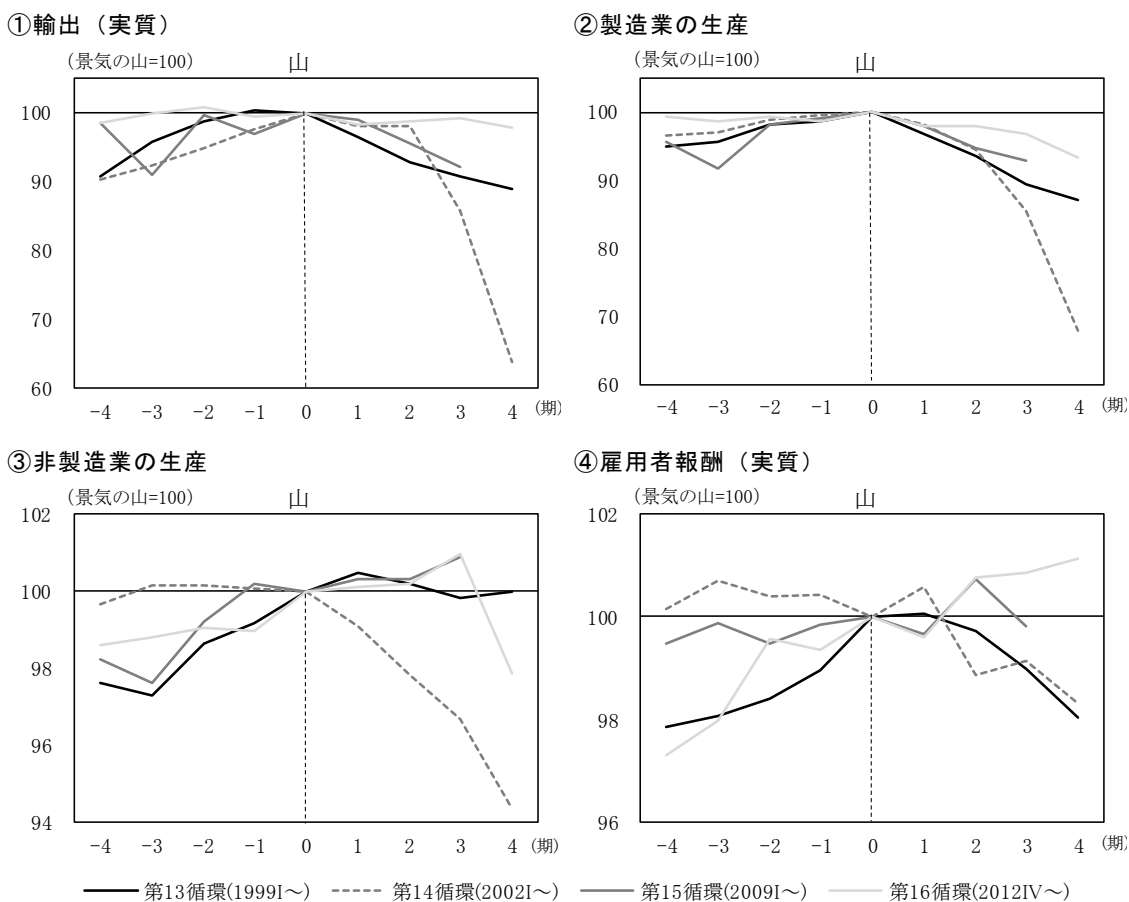 ①輸出（実質）
（景気の山=100）
山
100
90
80
70
60
-4 -3 -2 -1 0 1 2 3 4 (期)
②製造業の生産
（景気の山=100）
山
100
90
80
70
60
-4 -3 -2 -1 0 1 2 3 4 (期)
③非製造業の生産
（景気の山=100）
山
102
100
98
96
94
-4 -3 -2 -1 0 1 2 3 4 (期)
④雇用者報酬（実質）
（景気の山=100）
山
102
100
98
96
-4 -3 -2 -1 0 1 2 3 4 (期)
第13循環(1999I～) 第14循環(2002I～) 第15循環(2009I～) 第16循環(2012IV～)